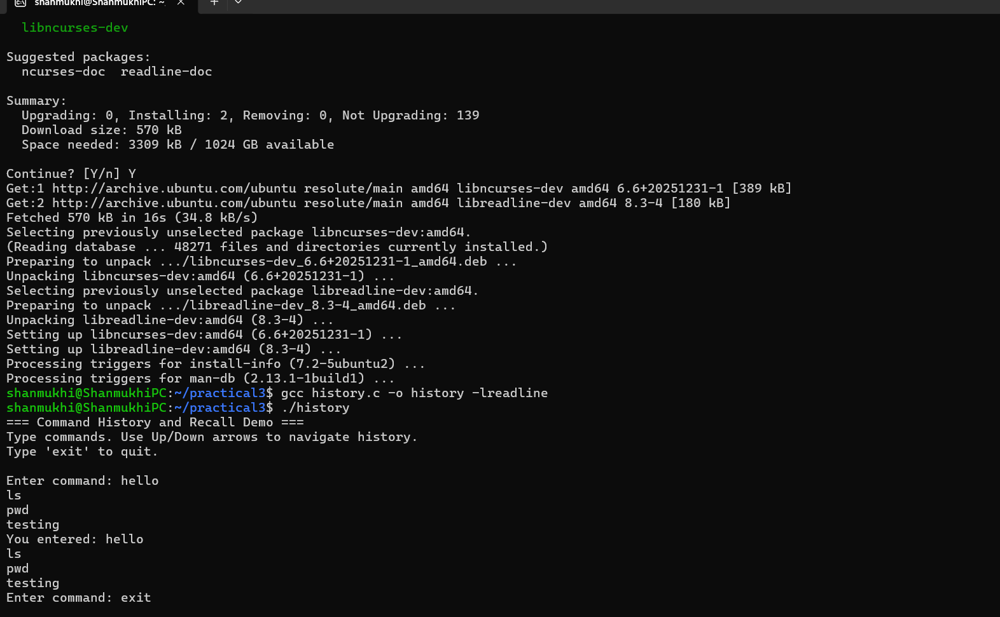 shanmukhi@ShanmukhiPC: ~
libncurses-dev
Suggested packages:
ncurses-doc  readline-doc
Summary:
Upgrading: 0, Installing: 2, Removing: 0, Not Upgrading: 139
Download size: 570 kB
Space needed: 3309 kB / 1024 GB available
Continue? [Y/n] Y
Get:1 http://archive.ubuntu.com/ubuntu resolute/main amd64 libncurses-dev amd64 6.6+20251231-1 [389 kB]
Get:2 http://archive.ubuntu.com/ubuntu resolute/main amd64 libreadline-dev amd64 8.3-4 [180 kB]
Fetched 570 kB in 16s (34.8 kB/s)
Selecting previously unselected package libncurses-dev:amd64.
(Reading database ... 48271 files and directories currently installed.)
Preparing to unpack .../libncurses-dev_6.6+20251231-1_amd64.deb ...
Unpacking libncurses-dev:amd64 (6.6+20251231-1) ...
Selecting previously unselected package libreadline-dev:amd64.
Preparing to unpack .../libreadline-dev_8.3-4_amd64.deb ...
Unpacking libreadline-dev:amd64 (8.3-4) ...
Setting up libncurses-dev:amd64 (6.6+20251231-1) ...
Setting up libreadline-dev:amd64 (8.3-4) ...
Processing triggers for install-info (7.2-5ubuntu2) ...
Processing triggers for man-db (2.13.1-1build1) ...
shanmukhi@ShanmukhiPC:~/practical3$ gcc history.c -o history -lreadline
shanmukhi@ShanmukhiPC:~/practical3$ ./history
=== Command History and Recall Demo ===
Type commands. Use Up/Down arrows to navigate history.
Type 'exit' to quit.
Enter command: hello
ls
pwd
testing
You entered: hello
ls
pwd
testing
Enter command: exit